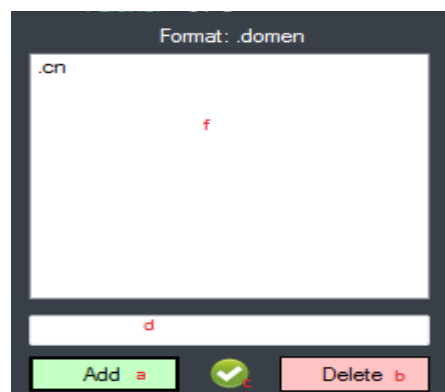 Format: .domen
.cn
f
d
Add a
c
Delete b